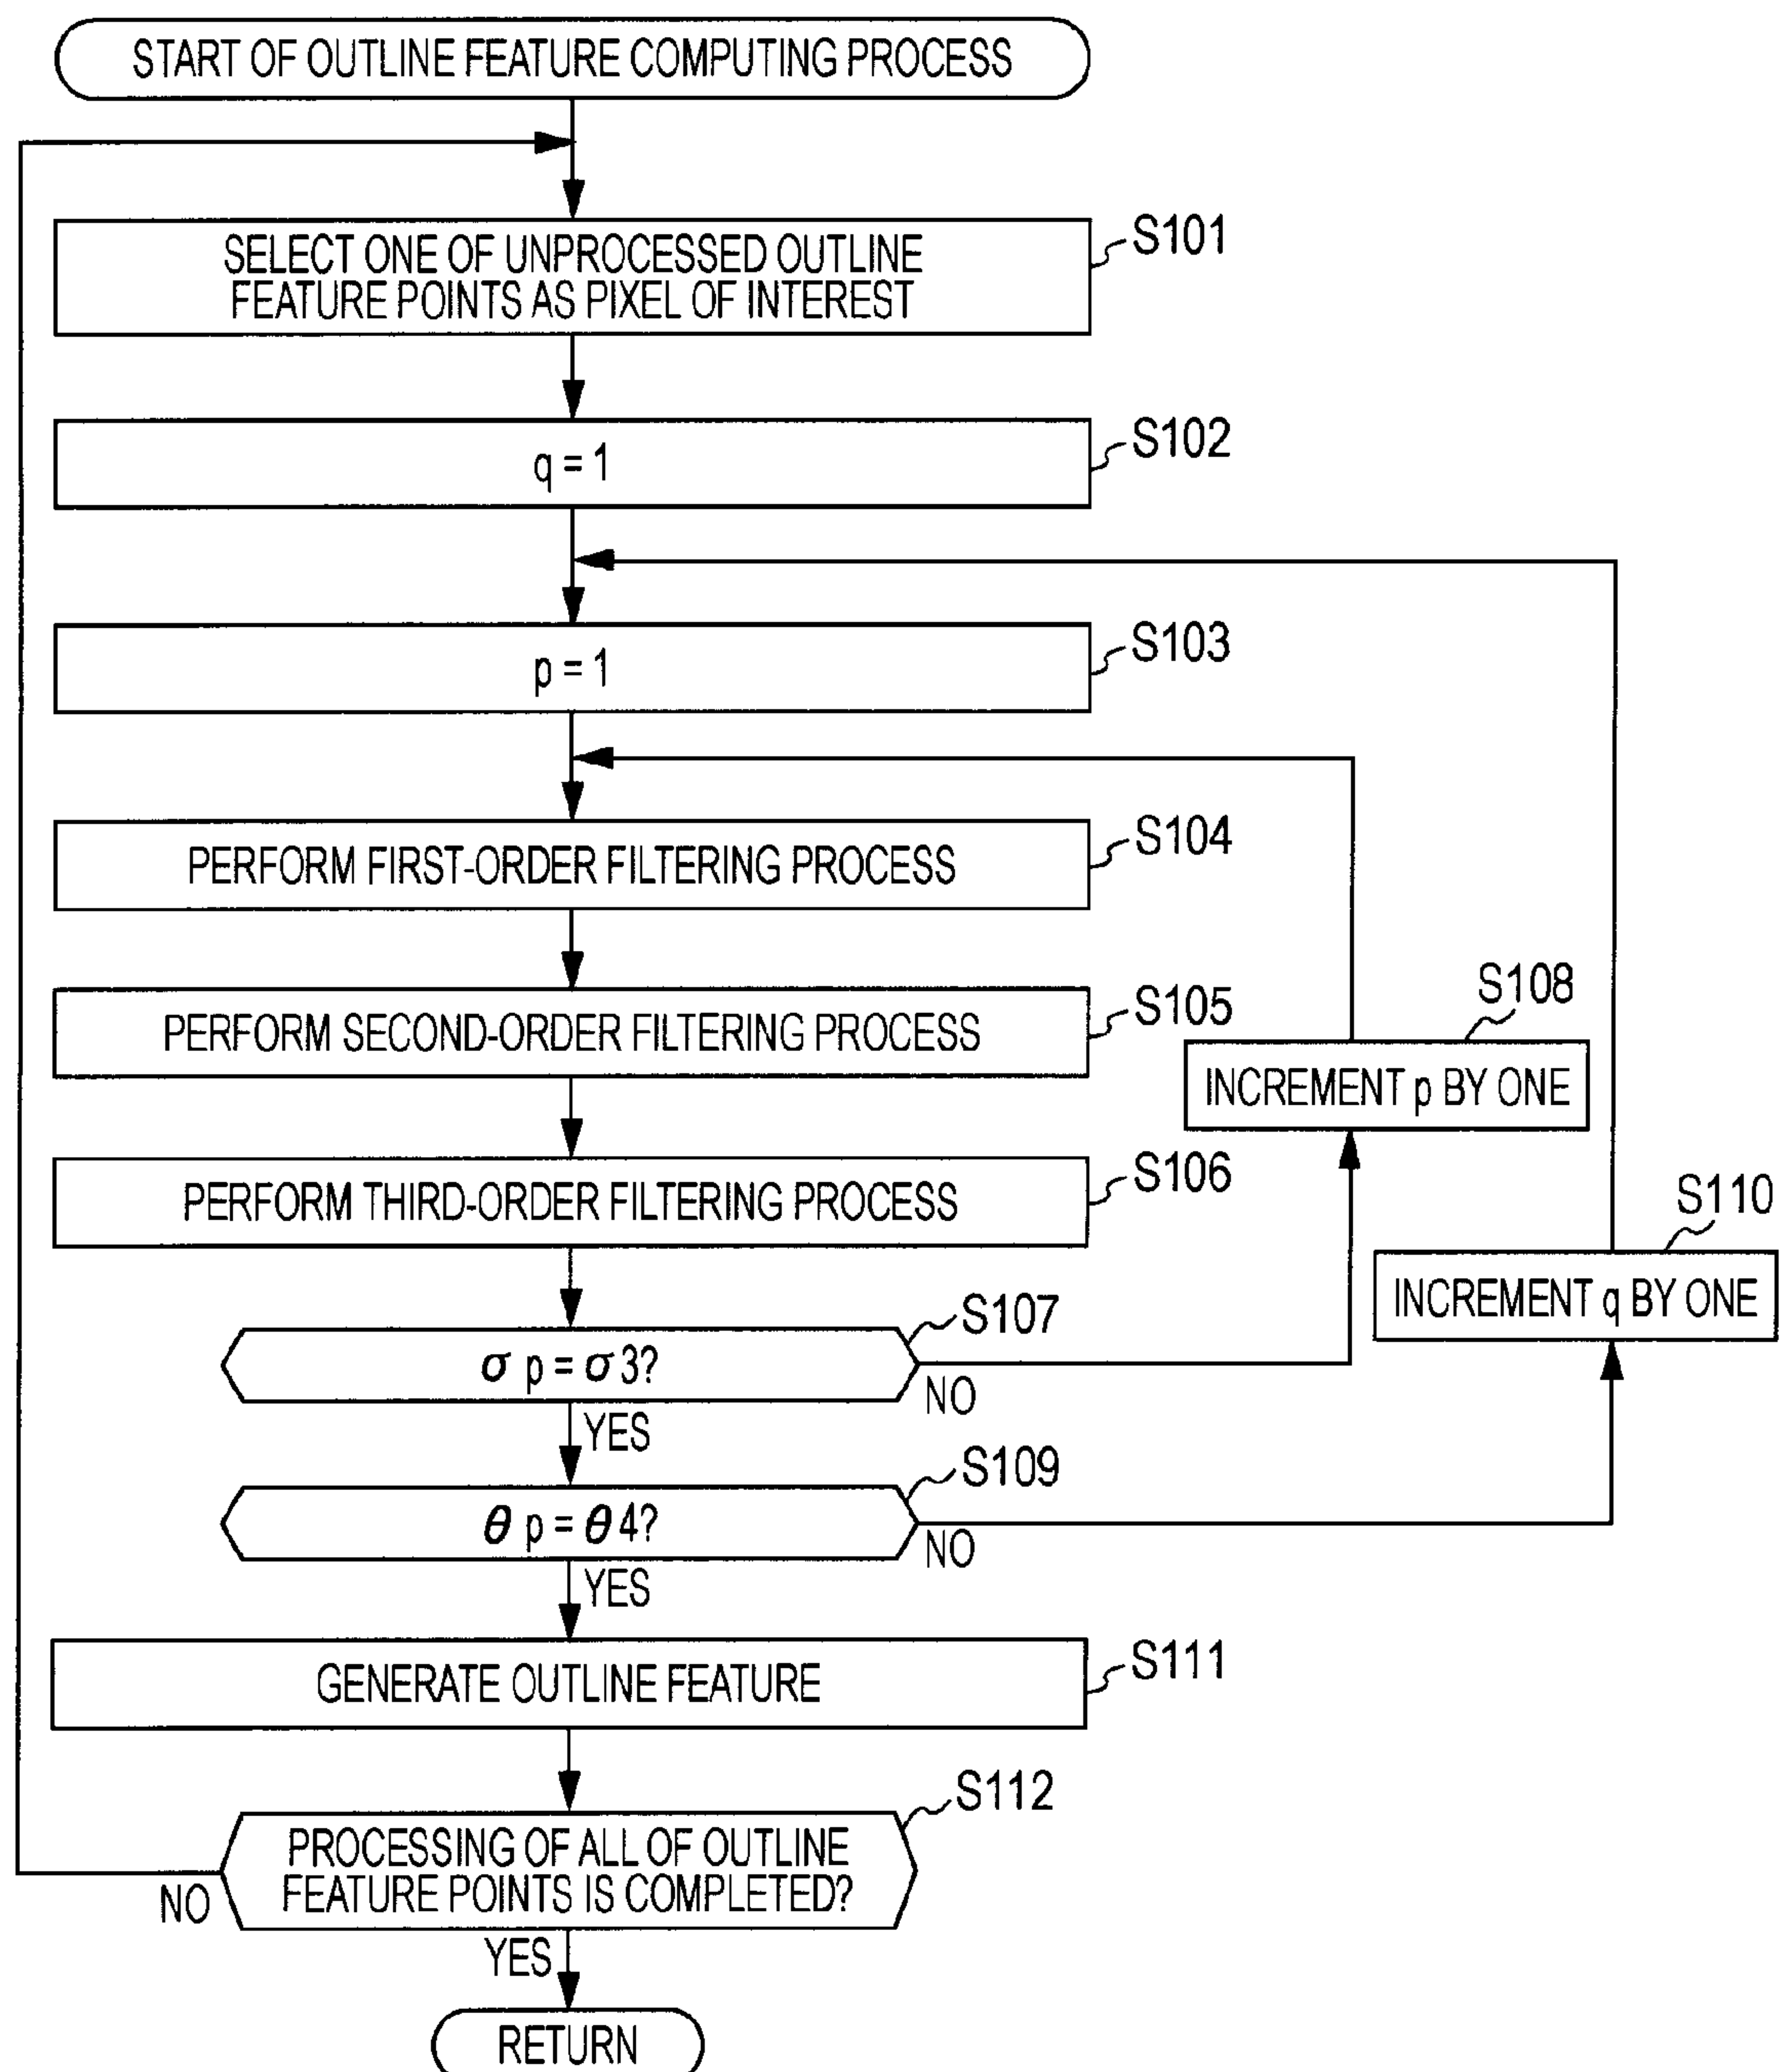 START OF OUTLINE FEATURE COMPUTING PROCESS
S101
SELECT ONE OF UNPROCESSED OUTLINE
FEATURE POINTS AS PIXEL OF INTEREST
S102
q = 1
S103
p = 1
S104
PERFORM FIRST-ORDER FILTERING PROCESS
S105
PERFORM SECOND-ORDER FILTERING PROCESS
S108
INCREMENT p BY ONE
S106
PERFORM THIRD-ORDER FILTERING PROCESS
S110
INCREMENT q BY ONE
S107
σ p = σ 3?
NO
YES
S109
θ p = θ 4?
NO
YES
S111
GENERATE OUTLINE FEATURE
S112
PROCESSING OF ALL OF OUTLINE
FEATURE POINTS IS COMPLETED?
NO
YES
RETURN